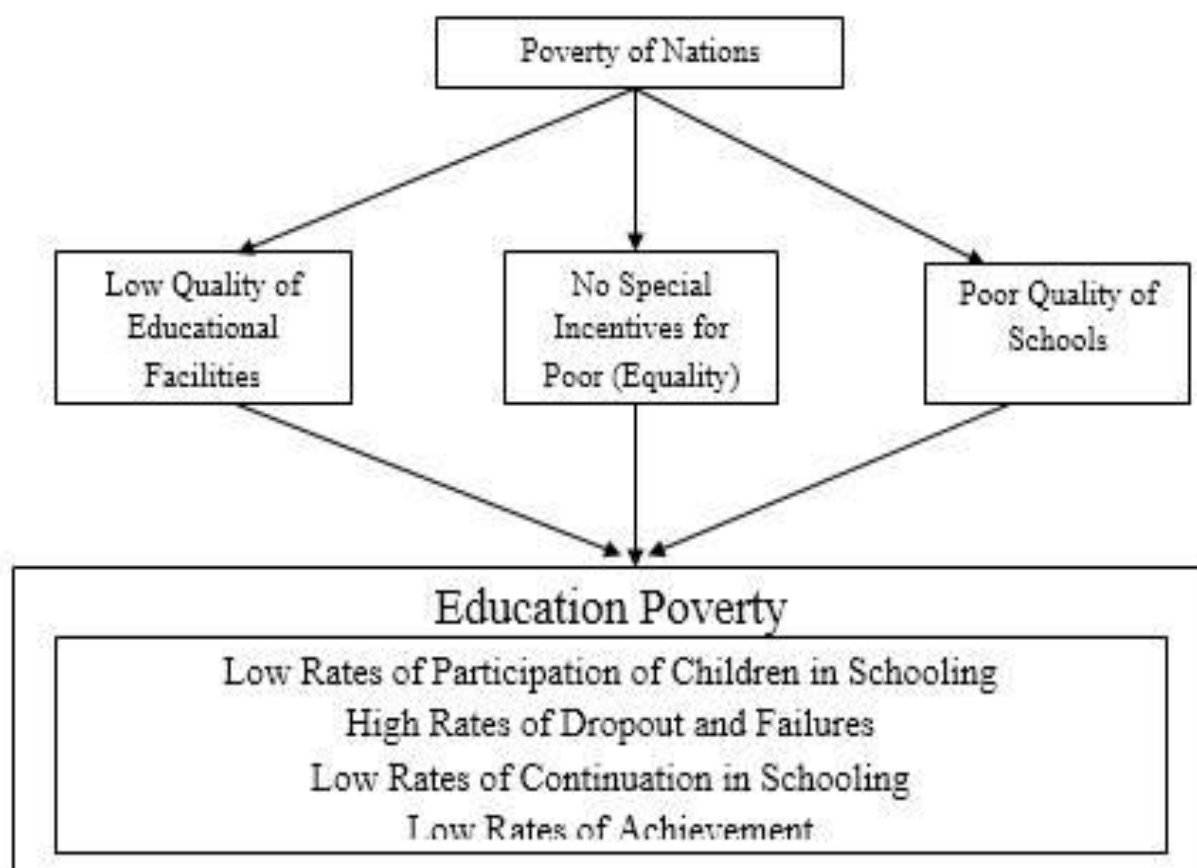 Poverty of Nations
Low Quality of
Educational
Facilities
No Special
Incentives for
Poor (Equality)
Poor Quality of
Schools
Education Poverty
Low Rates of Participation of Children in Schooling
High Rates of Dropout and Failures
Low Rates of Continuation in Schooling
Low Rates of Achievement